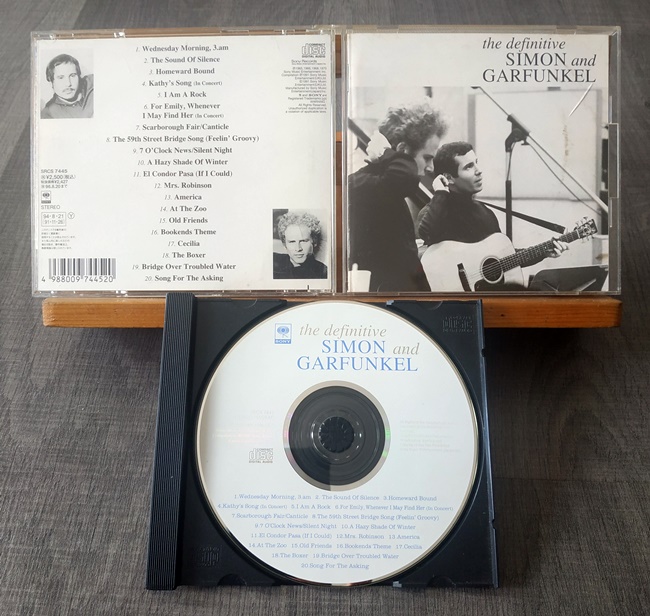 1. Wednesday Morning, 3.am
2. The Sound Of Silence
3. Homeward Bound
4. Kathy's Song (In Concert)
5. I Am A Rock
6. For Emily, Whenever
I May Find Her (In Concert)
7. Scarborough Fair/Canticle
8. The 59th Street Bridge Song (Feelin' Groovy)
9. 7 O'Clock News/Silent Night
10. A Hazy Shade Of Winter
11. El Condor Pasa (If I Could)
12. Mrs. Robinson
13. America
14. At The Zoo
15. Old Friends
16. Bookends Theme
17. Cecilia
18. The Boxer
19. Bridge Over Troubled Water
20. Song For The Asking
SRCS 7445
¥2,500
STEREO
4 988009 744520
the definitive
SIMON and
GARFUNKEL
SONY
the definitive
SIMON and
GARFUNKEL
COMPACT
disc
DIGITAL AUDIO
1.Wednesday Morning, 3.am 2. The Sound Of Silence 3.Homeward Bound
4.Kathy's Song (In Concert) 5.I Am A Rock 6.For Emily, Whenever I May Find Her (In Concert)
7.Scarborough Fair/Canticle 8.The 59th Street Bridge Song (Feelin' Groovy)
9.7 O'Clock News/Silent Night 10.A Hazy Shade Of Winter
11.El Condor Pasa (If I Could) 12.Mrs. Robinson 13.America
14.At The Zoo 15.Old Friends 16.Bookends Theme 17.Cecilia
18.The Boxer 19.Bridge Over Troubled Water
20.Song For The Asking